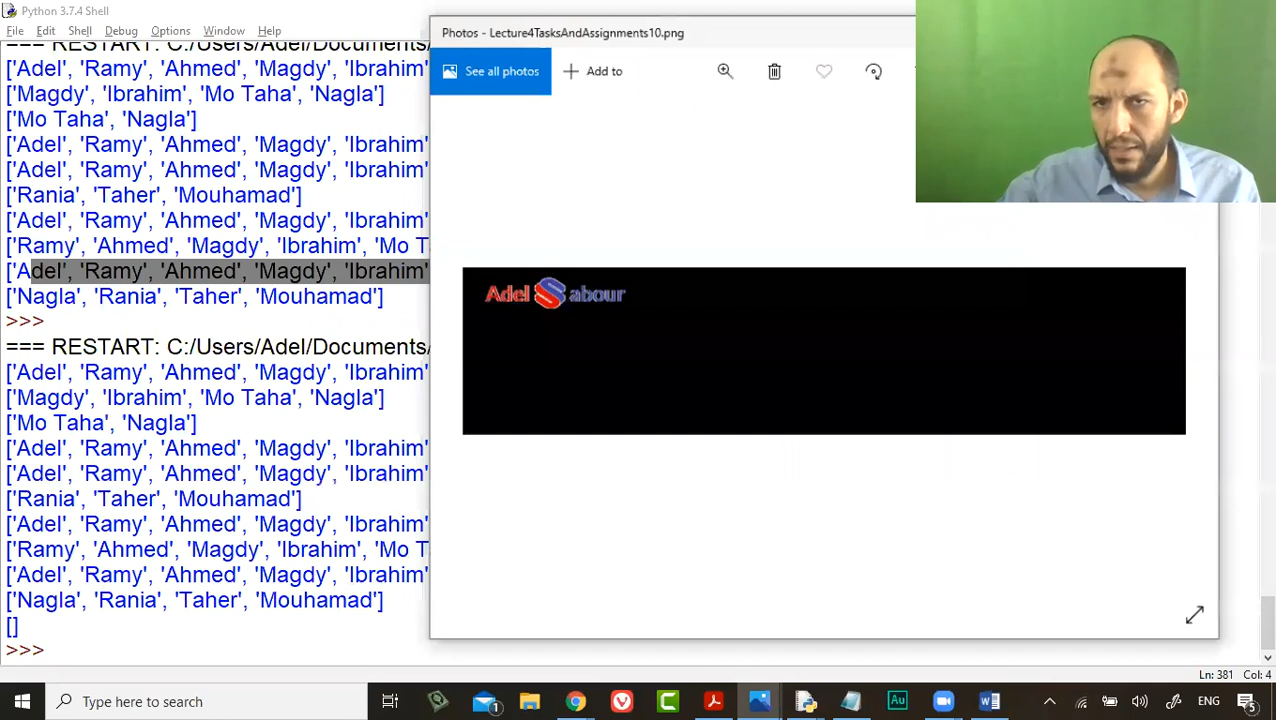 Python 3.7.4 Shell
File Edit Shell Debug Options Window Help
=== RESTART: C:/Users/Adel/Documents/
['Adel', 'Ramy', 'Ahmed', 'Magdy', 'Ibrahim'
['Magdy', 'Ibrahim', 'Mo Taha', 'Nagla']
['Mo Taha', 'Nagla']
['Adel', 'Ramy', 'Ahmed', 'Magdy', 'Ibrahim'
['Adel', 'Ramy', 'Ahmed', 'Magdy', 'Ibrahim'
['Rania', 'Taher', 'Mouhamad']
['Adel', 'Ramy', 'Ahmed', 'Magdy', 'Ibrahim'
['Ramy', 'Ahmed', 'Magdy', 'Ibrahim', 'Mo T
['Adel', 'Ramy', 'Ahmed', 'Magdy', 'Ibrahim'
['Nagla', 'Rania', 'Taher', 'Mouhamad']
>>>
=== RESTART: C:/Users/Adel/Documents/
['Adel', 'Ramy', 'Ahmed', 'Magdy', 'Ibrahim'
['Magdy', 'Ibrahim', 'Mo Taha', 'Nagla']
['Mo Taha', 'Nagla']
['Adel', 'Ramy', 'Ahmed', 'Magdy', 'Ibrahim'
['Adel', 'Ramy', 'Ahmed', 'Magdy', 'Ibrahim'
['Rania', 'Taher', 'Mouhamad']
['Adel', 'Ramy', 'Ahmed', 'Magdy', 'Ibrahim'
['Ramy', 'Ahmed', 'Magdy', 'Ibrahim', 'Mo T
['Adel', 'Ramy', 'Ahmed', 'Magdy', 'Ibrahim'
['Nagla', 'Rania', 'Taher', 'Mouhamad']
[]
>>>
Photos - Lecture4TasksAndAssignments10.png
See all photos Add to
Adel Sabour
Ln: 381 Col: 4
Type here to search
1
Au
W
ENG
5